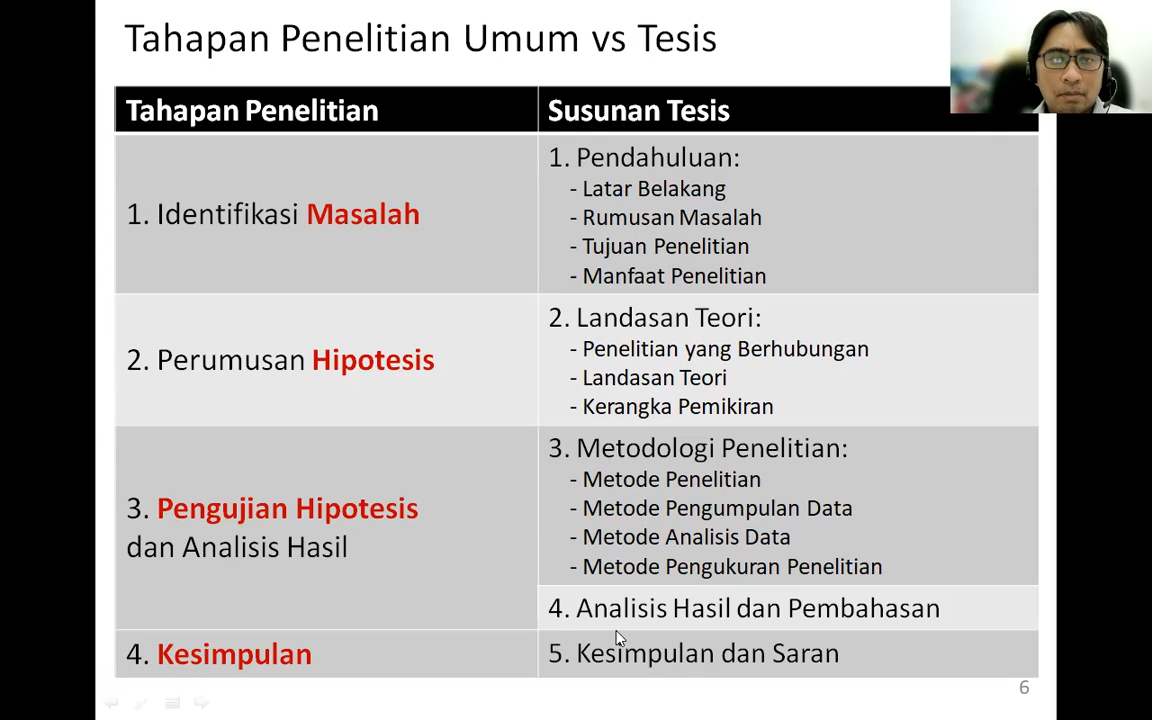 Tahapan Penelitian Umum vs Tesis
Tahapan Penelitian
Susunan Tesis
1. Identifikasi Masalah
1. Pendahuluan:
- Latar Belakang
- Rumusan Masalah
- Tujuan Penelitian
- Manfaat Penelitian
2. Perumusan Hipotesis
2. Landasan Teori:
- Penelitian yang Berhubungan
- Landasan Teori
- Kerangka Pemikiran
3. Pengujian Hipotesis
dan Analisis Hasil
3. Metodologi Penelitian:
- Metode Penelitian
- Metode Pengumpulan Data
- Metode Analisis Data
- Metode Pengukuran Penelitian
4. Analisis Hasil dan Pembahasan
4. Kesimpulan
5. Kesimpulan dan Saran
6